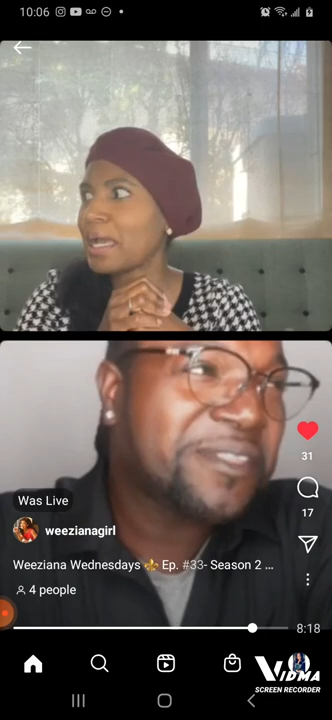 10:06
31
17
Was Live
weezianagirl
Weeziana Wednesdays ⚜️ Ep. #33- Season 2 ...
4 people
8:18
VIDMA
SCREEN RECORDER